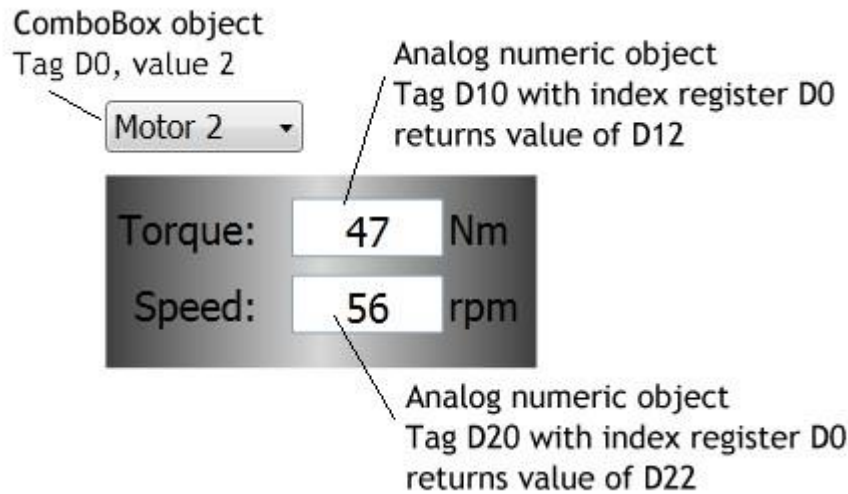 ComboBox object
Tag D0, value 2
Analog numeric object
Tag D10 with index register D0
returns value of D12
Motor 2
Torque: 47 Nm
Speed: 56 rpm
Analog numeric object
Tag D20 with index register D0
returns value of D22